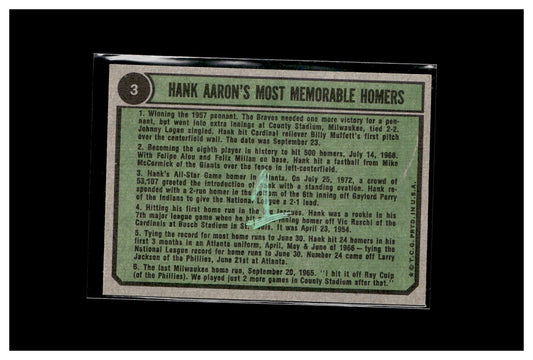 3
HANK AARON'S MOST MEMORABLE HOMERS
1. Winning the 1957 pennant. The Braves needed one more victory for a pen-
nant, but went into extra innings at County Stadium, Milwaukee, tied 2-2.
Johnny Logan singled. Hank hit Cardinal reliever Billy Muffett's first pitch
over the centerfield wall. The date was September 23.
2. Becoming the eighth player in history to hit 500 homers, July 14, 1968.
With Felipe Alou and Felix Millan on base, Hank hit a fastball from Mike
McCormick of the Giants over the fence in left-centerfield.
3. Hank's All-Star Game homer in Atlanta. On July 25, 1972, a crowd of
53,107 greeted the introduction of Hank with a standing ovation. Hank re-
sponded with a 2-run homer in the bottom of the 6th inning off Gaylord Perry
of the Indians to give the National a 2-1 lead.
4. Hitting his first home run in the Hank was a rookie in his
7th major league game when he hit homer off Vic Raschi of the
Cardinals at Busch Stadium in It was April 23, 1954.
5. Tying the record for most home runs to June 30. Hank hit 24 homers in his
first 3 months in an Atlanta uniform, April, May & June of 1966 — tying the
National League record for home runs to June 30. Number 24 came off Larry
Jackson of the Phillies, June 21st at Atlanta.
6. The last Milwaukee home run, September 20, 1965. "I hit it off Ray Culp
(of the Phillies). We played just 2 more games in County Stadium after that."
© T.C.G. PRTD. IN U.S.A.